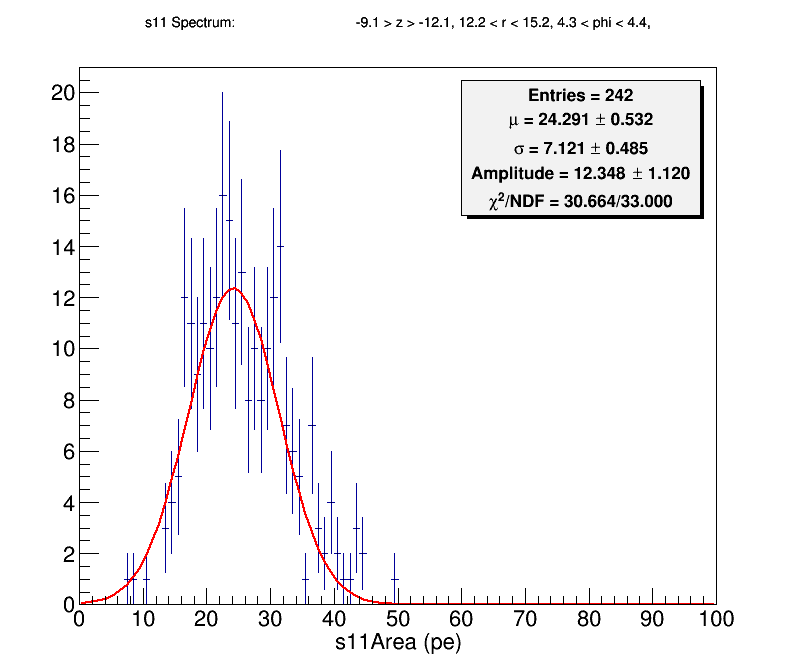 s11 Spectrum: -9.1 > z > -12.1, 12.2 < r < 15.2, 4.3 < phi < 4.4,
Entries = 242
μ = 24.291 ± 0.532
σ = 7.121 ± 0.485
Amplitude = 12.348 ± 1.120
χ²/NDF = 30.664/33.000
20
18
16
14
12
10
8
6
4
2
0
0 10 20 30 40 50 60 70 80 90 100
s11Area (pe)